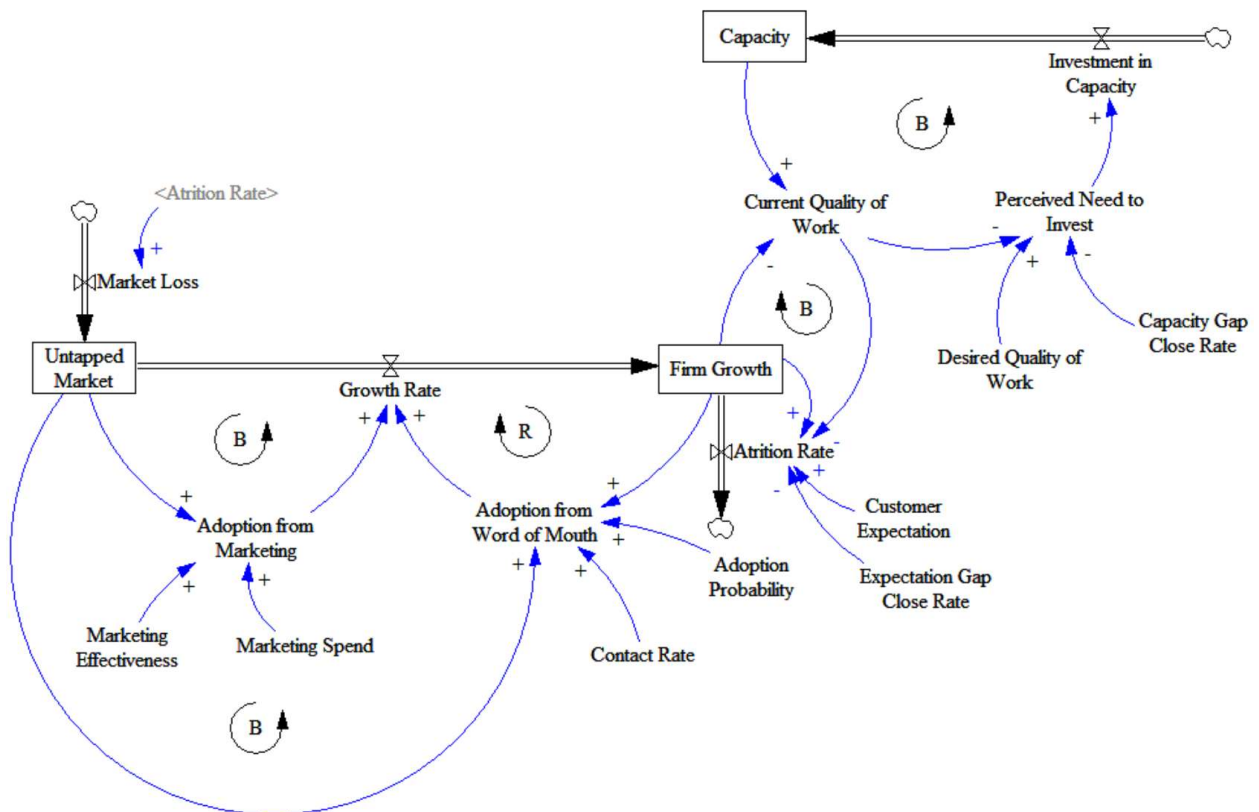 Capacity
Investment in
Capacity
B
+
+
<Atrition Rate>
Current Quality of
Work
Perceived Need to
Invest
+
-
+
-
-
Market Loss
B
Capacity Gap
Close Rate
Untapped
Market
Firm Growth
Desired Quality of
Work
Growth Rate
+
+
+
B
R
-
Atrition Rate
+
-
+
+
Customer
Expectation
Adoption from
Marketing
Adoption from
Word of Mouth
+
+
+
+
+
Adoption
Probability
Expectation Gap
Close Rate
Marketing
Effectiveness
Marketing Spend
Contact Rate
B